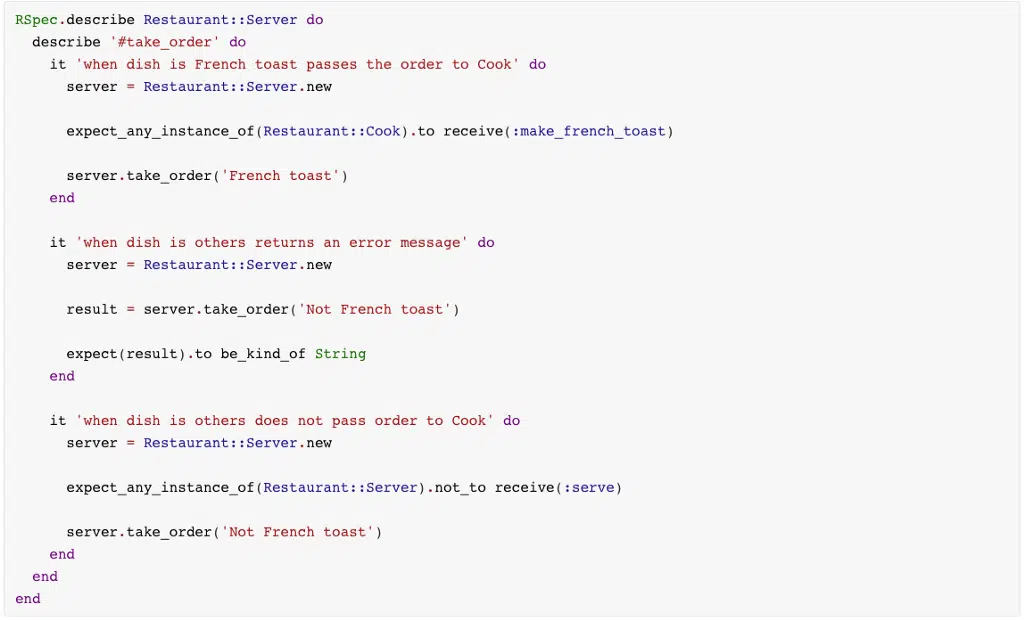 RSpec.describe Restaurant::Server do
  describe '#take_order' do
    it 'when dish is French toast passes the order to Cook' do
      server = Restaurant::Server.new

      expect_any_instance_of(Restaurant::Cook).to receive(:make_french_toast)

      server.take_order('French toast')
    end

    it 'when dish is others returns an error message' do
      server = Restaurant::Server.new

      result = server.take_order('Not French toast')

      expect(result).to be_kind_of String
    end

    it 'when dish is others does not pass order to Cook' do
      server = Restaurant::Server.new

      expect_any_instance_of(Restaurant::Server).not_to receive(:serve)

      server.take_order('Not French toast')
    end
  end
end